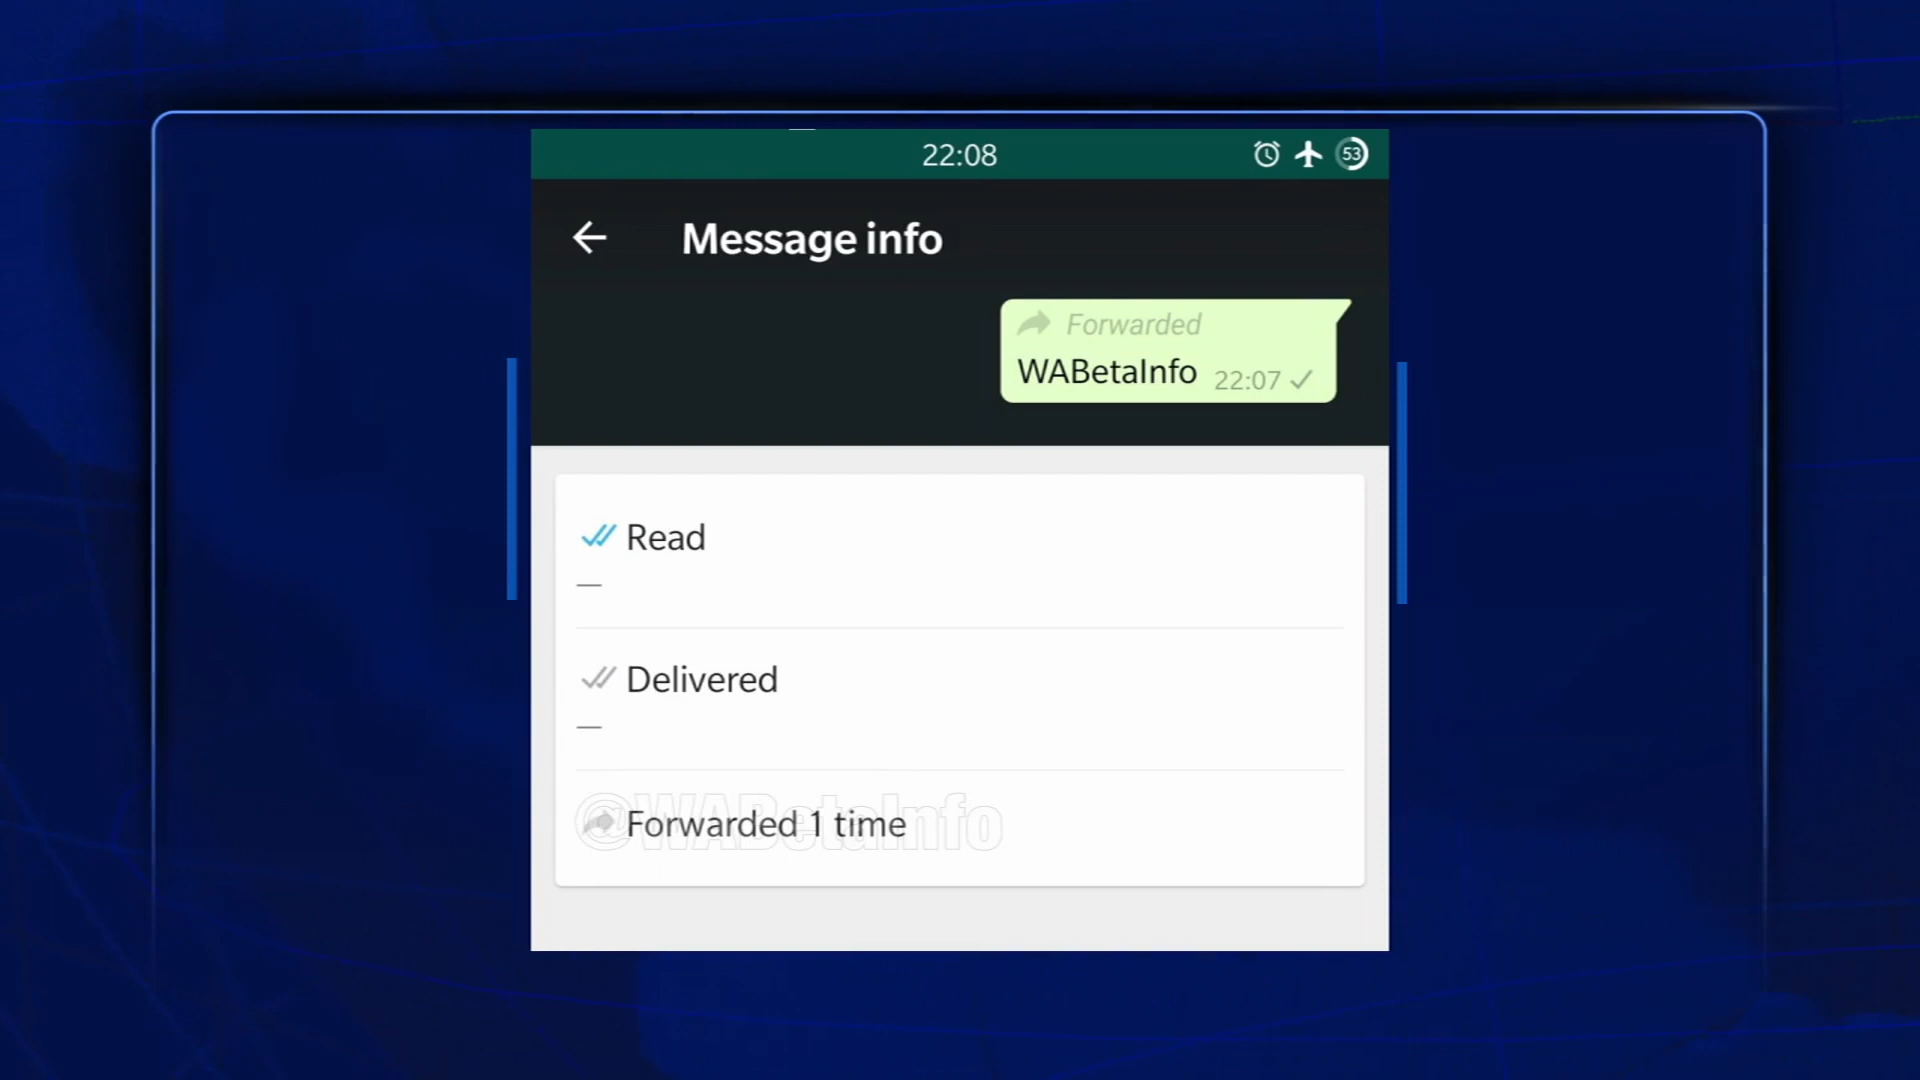 22:08
53
Message info
Forwarded
WABetaInfo 22:07
Read
—
Delivered
—
@WABetaInfo
Forwarded 1 time